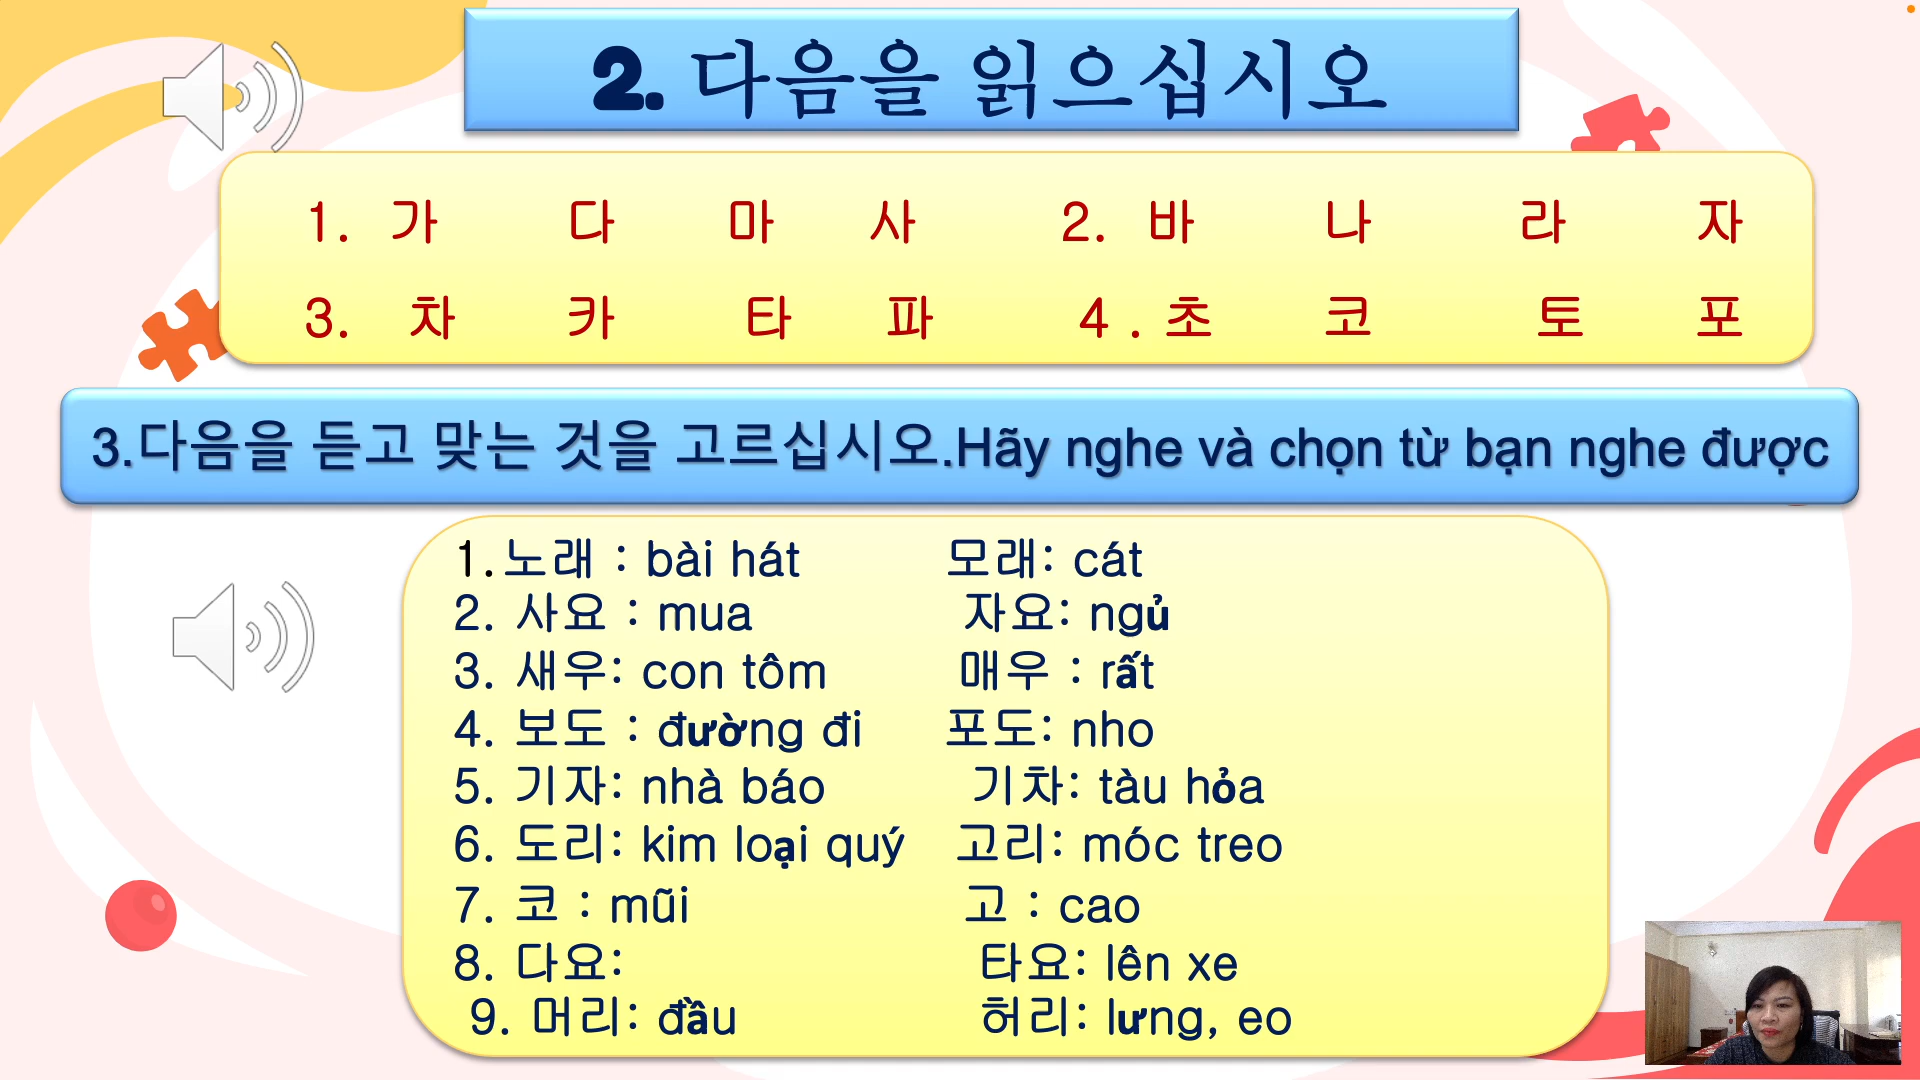 2. 다음을 읽으십시오
1. 가 다 마 사 2. 바 나 라 자
3. 차 카 타 파 4 . 초 코 토 포
3.다음을 듣고 맞는 것을 고르십시오.Hãy nghe và chọn từ bạn nghe được
1. 노래 : bài hát 모래: cát
2. 사요 : mua 자요: ngủ
3. 새우: con tôm 매우 : rất
4. 보도 : đường đi 포도: nho
5. 기자: nhà báo 기차: tàu hỏa
6. 도리: kim loại quý 고리: móc treo
7. 코 : mũi 고 : cao
8. 다요: 타요: lên xe
9. 머리: đầu 허리: lưng, eo